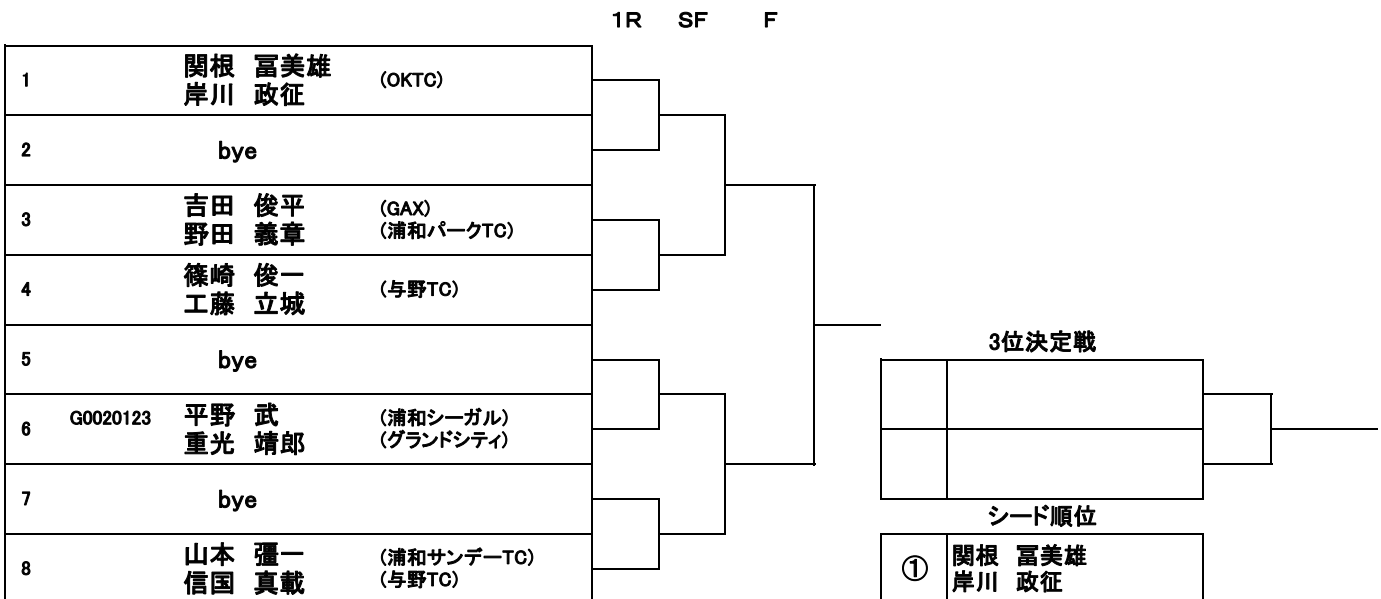 1R SF F
1 関根 冨美雄 (OKTC)
岸川 政征
2 bye
3 吉田 俊平 (GAX)
野田 義章 (浦和パークTC)
4 篠崎 俊一 (与野TC)
工藤 立城
5 bye
6 G0020123 平野 武 (浦和シーガル)
重光 靖郎 (グランドシティ)
7 bye
8 山本 彊一 (浦和サンデーTC)
信国 真載 (与野TC)
3位決定戦
シード順位
① 関根 冨美雄
岸川 政征